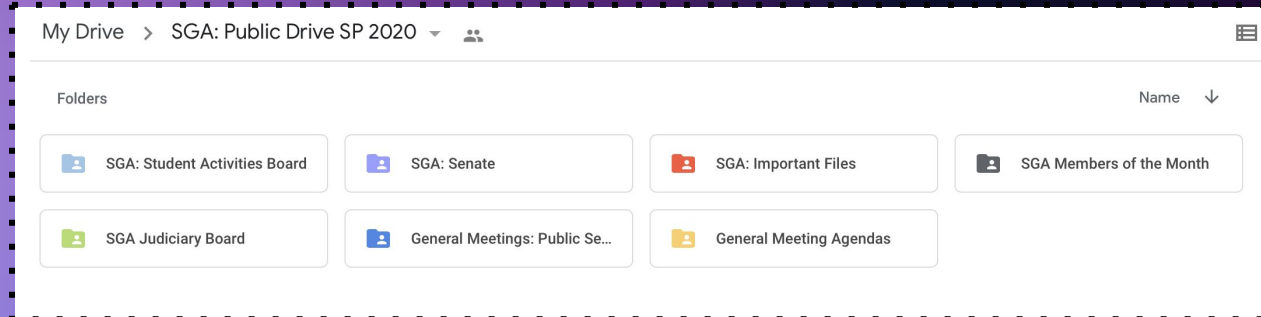 My Drive > SGA: Public Drive SP 2020
Folders
Name
SGA: Student Activities Board
SGA: Senate
SGA: Important Files
SGA Members of the Month
SGA Judiciary Board
General Meetings: Public Se...
General Meeting Agendas